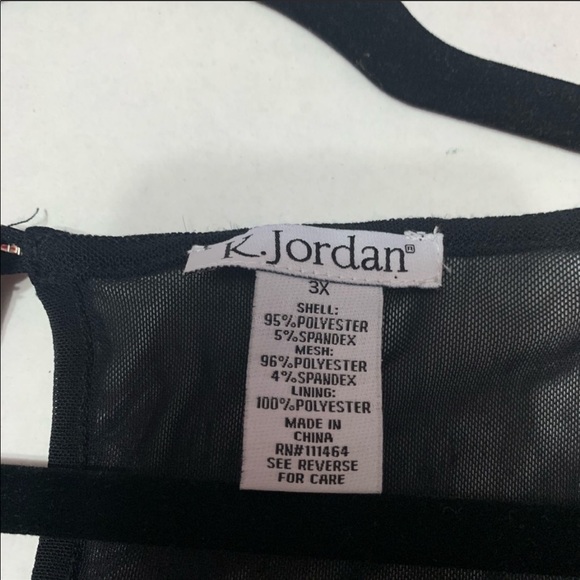 K. Jordan®
3X
SHELL:
95%POLYESTER
5%SPANDEX
MESH:
96%POLYESTER
4%SPANDEX
LINING:
100%POLYESTER
MADE IN
CHINA
RN#111464
SEE REVERSE
FOR CARE